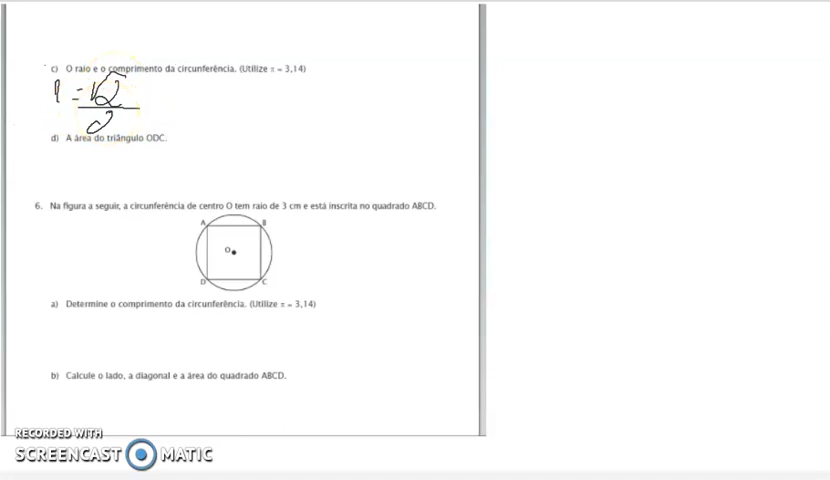 c) O raio e o comprimento da circunferência. (Utilize π = 3,14)
d) A área do triângulo ODC.
6. Na figura a seguir, a circunferência de centro O tem raio de 3 cm e está inscrita no quadrado ABCD.
A B
O
D C
a) Determine o comprimento da circunferência. (Utilize π = 3,14)
b) Calcule o lado, a diagonal e a área do quadrado ABCD.
RECORDED WITH
SCREENCAST MATIC